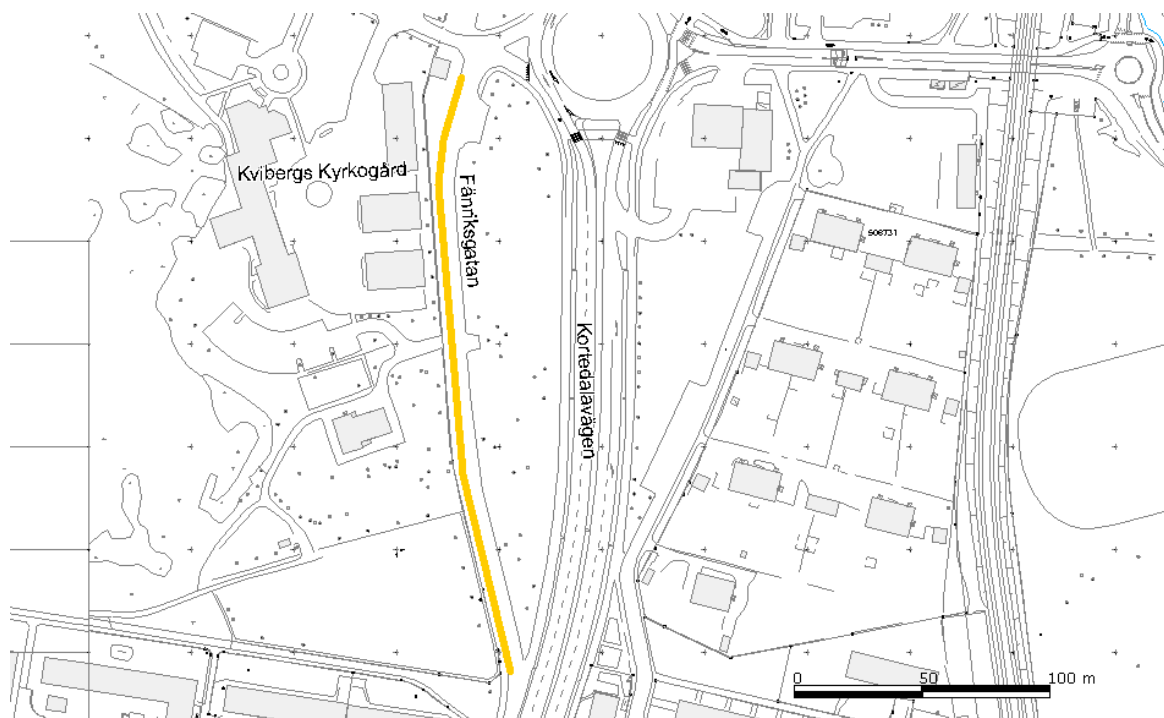 Kvibergs Kyrkogård
Fänriksgatan
Kortedalavägen
506731
0 50 100 m